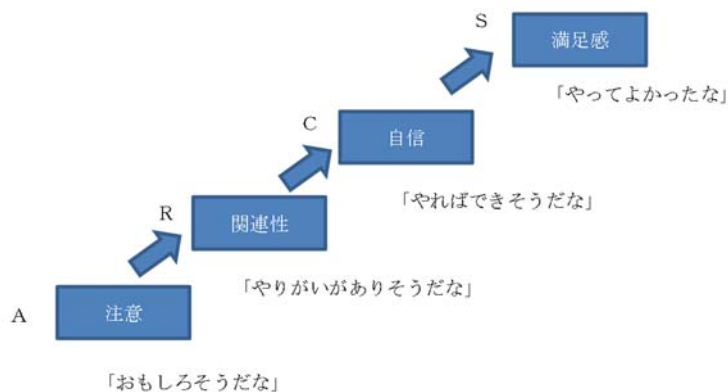 S
満足感
「やってよかったな」
C
自信
「やればできそうだな」
R
関連性
「やりがいがありそうだな」
A
注意
「おもしろそうだな」